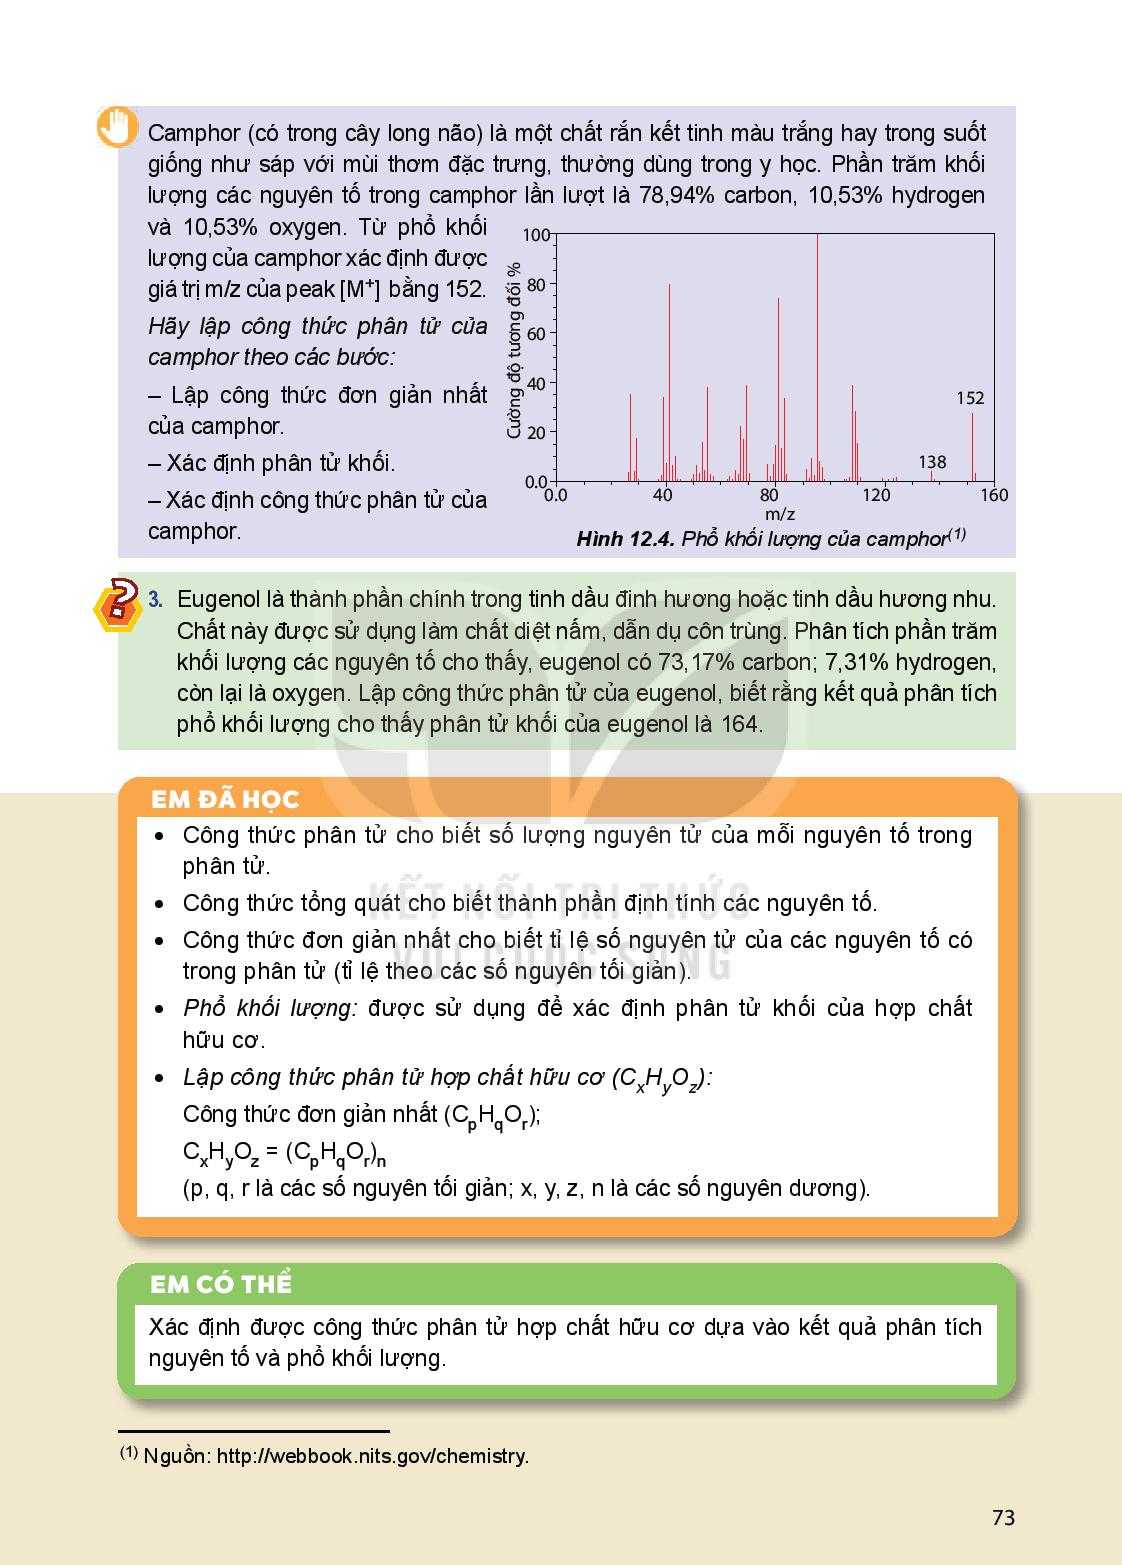 Camphor (có trong cây long não) là một chất rắn kết tinh màu trắng hay trong suốt
giống như sáp với mùi thơm đặc trưng, thường dùng trong y học. Phần trăm khối
lượng các nguyên tố trong camphor lần lượt là 78,94% carbon, 10,53% hydrogen
và 10,53% oxygen. Từ phổ khối
lượng của camphor xác định được
giá trị m/z của peak [M⁺] bằng 152.
Hãy lập công thức phân tử của
camphor theo các bước:
– Lập công thức đơn giản nhất
của camphor.
– Xác định phân tử khối.
– Xác định công thức phân tử của
camphor.
Cường độ tương đối %
100
80
60
40
20
0.0
0.0 40 80 120 160
138
152
m/z
Hình 12.4. Phổ khối lượng của camphor⁽¹⁾
3. Eugenol là thành phần chính trong tinh dầu đinh hương hoặc tinh dầu hương nhu.
Chất này được sử dụng làm chất diệt nấm, dẫn dụ côn trùng. Phân tích phần trăm
khối lượng các nguyên tố cho thấy, eugenol có 73,17% carbon; 7,31% hydrogen,
còn lại là oxygen. Lập công thức phân tử của eugenol, biết rằng kết quả phân tích
phổ khối lượng cho thấy phân tử khối của eugenol là 164.
EM ĐÃ HỌC
• Công thức phân tử cho biết số lượng nguyên tử của mỗi nguyên tố trong
phân tử.
• Công thức tổng quát cho biết thành phần định tính các nguyên tố.
• Công thức đơn giản nhất cho biết tỉ lệ số nguyên tử của các nguyên tố có
trong phân tử (tỉ lệ theo các số nguyên tối giản).
• Phổ khối lượng: được sử dụng để xác định phân tử khối của hợp chất
hữu cơ.
• Lập công thức phân tử hợp chất hữu cơ (CₓHᵧO_z):
Công thức đơn giản nhất (CₚH_qOᵣ);
CₓHᵧO_z = (CₚH_qOᵣ)ₙ
(p, q, r là các số nguyên tối giản; x, y, z, n là các số nguyên dương).
KẾT NỐI TRI THỨC
VỚI CUỘC SỐNG
EM CÓ THỂ
Xác định được công thức phân tử hợp chất hữu cơ dựa vào kết quả phân tích
nguyên tố và phổ khối lượng.
⁽¹⁾ Nguồn: http://webbook.nits.gov/chemistry.
73